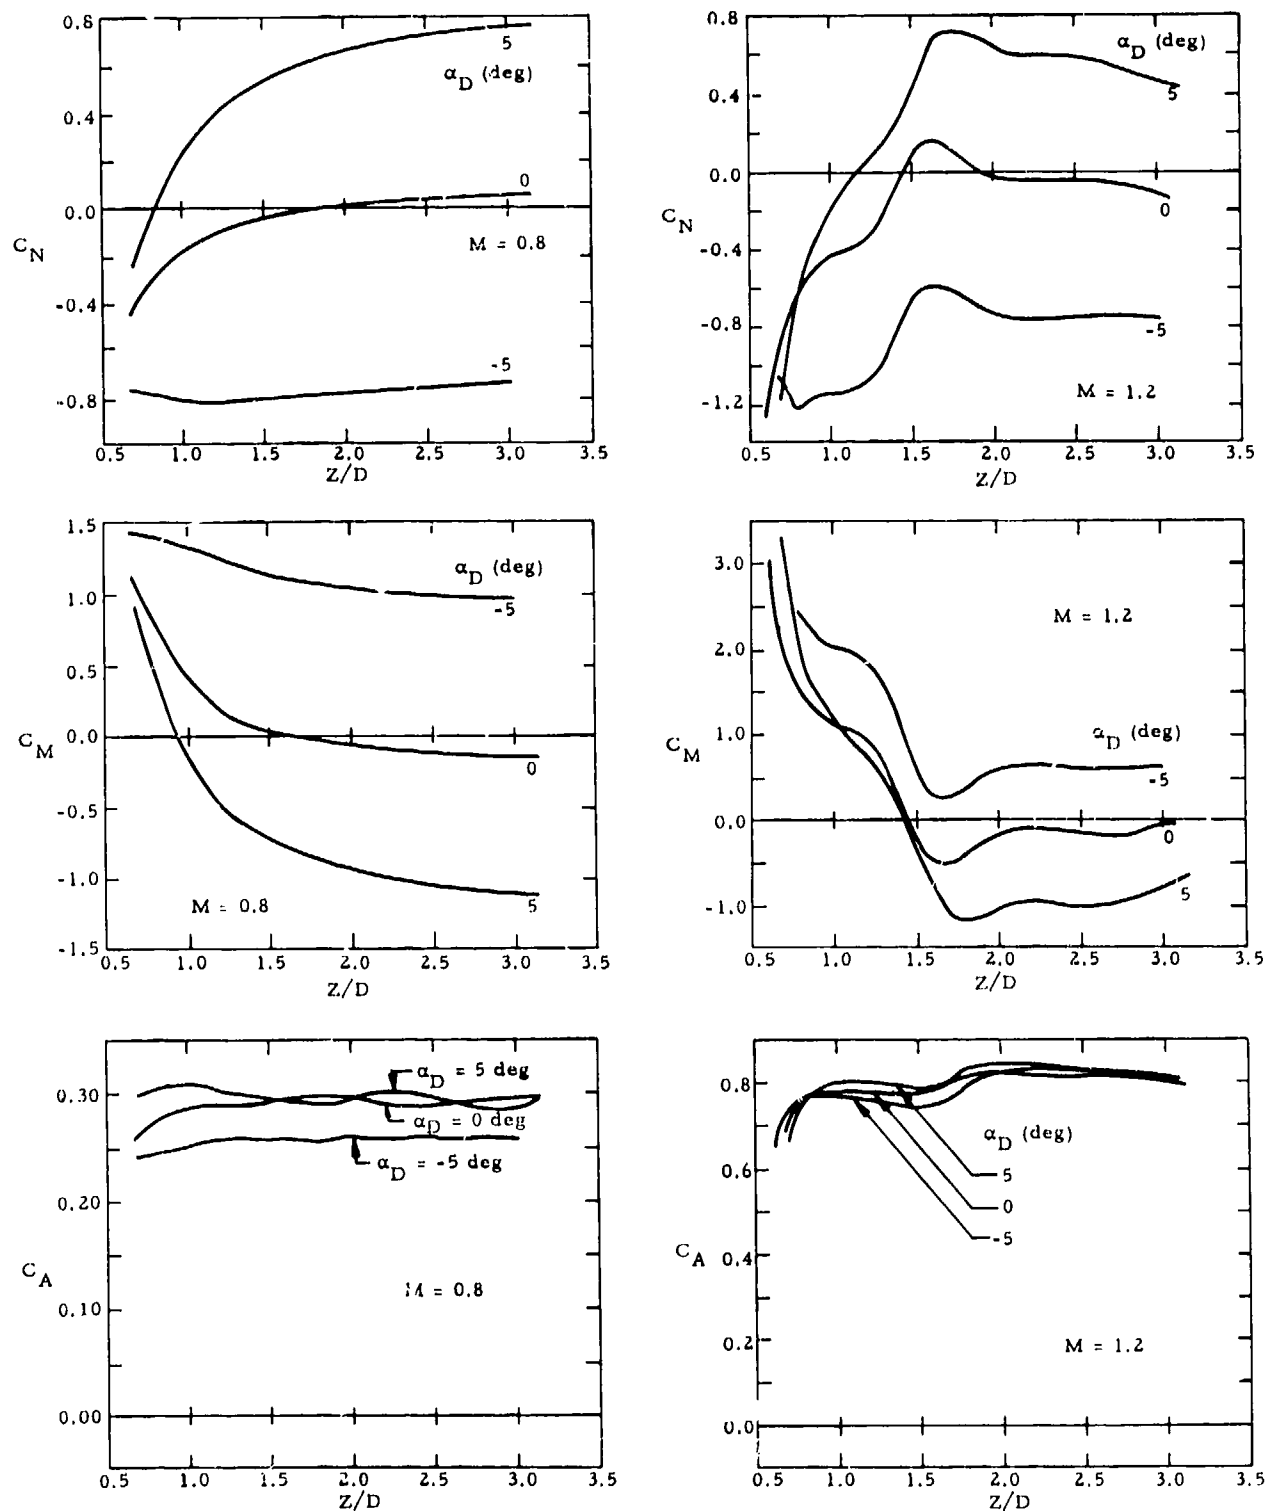 0.8
5
α_D (deg)
0.4
0
0.0
C_N
M = 0.8
-0.4
-5
-0.8
0.5 1.0 1.5 2.0 2.5 3.0 3.5
Z/D
0.8
α_D (deg)
0.4
5
0.0
0
C_N
-0.4
-0.8
-5
-1.2
M = 1.2
0.5 1.0 1.5 2.0 2.5 3.0 3.5
Z/D
1.5
α_D (deg)
1.0
-5
0.5
0.0
C_M
0
-0.5
M = 0.8
-1.0
5
-1.5
0.5 1.0 1.5 2.0 2.5 3.0 3.5
Z/D
3.0
M = 1.2
2.0
α_D (deg)
1.0
C_M
-5
0.0
0
5
-1.0
0.5 1.0 1.5 2.0 2.5 3.0 3.5
Z/D
0.30
α_D = 5 deg
α_D = 0 deg
α_D = -5 deg
0.20
C_A
M = 0.8
0.10
0.00
0.5 1.0 1.5 2.0 2.5 3.0 3.5
Z/D
0.8
α_D (deg)
0.6
5
0
-5
C_A
0.4
0.2
M = 1.2
0.0
0.5 1.0 1.5 2.0 2.5 3.0 3.5
Z/D